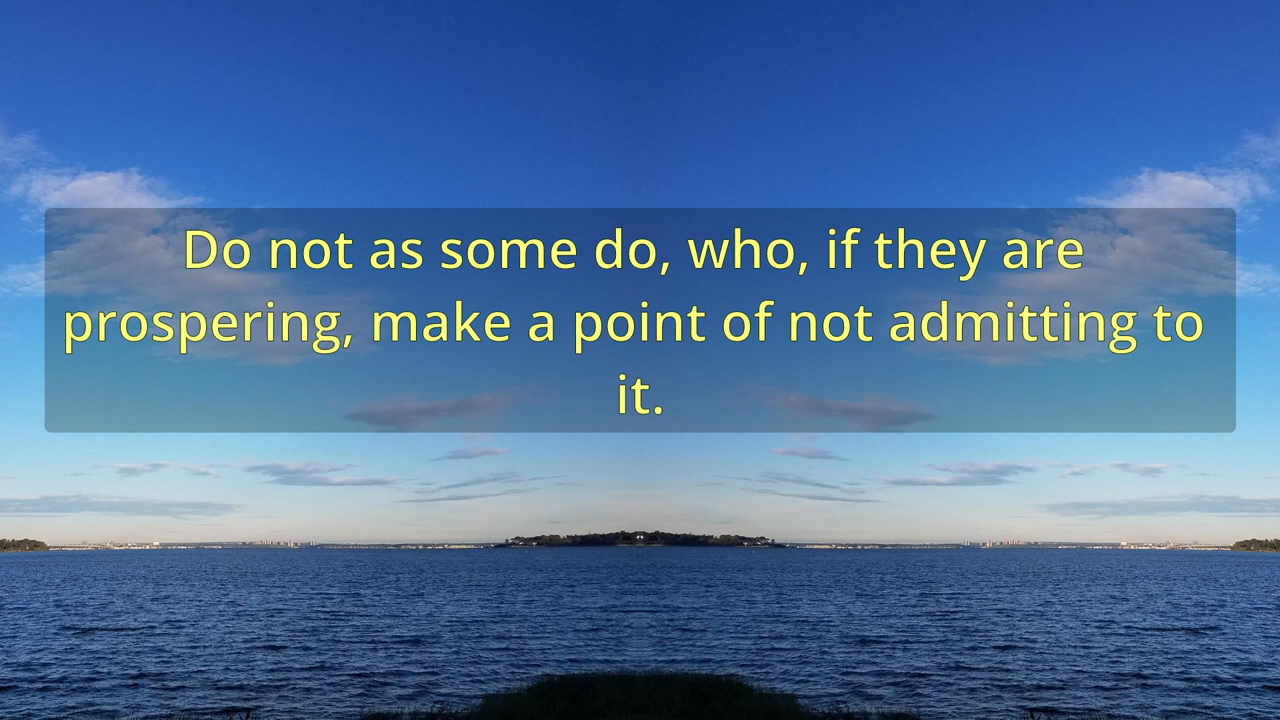 Do not as some do, who, if they are
prospering, make a point of not admitting to
it.